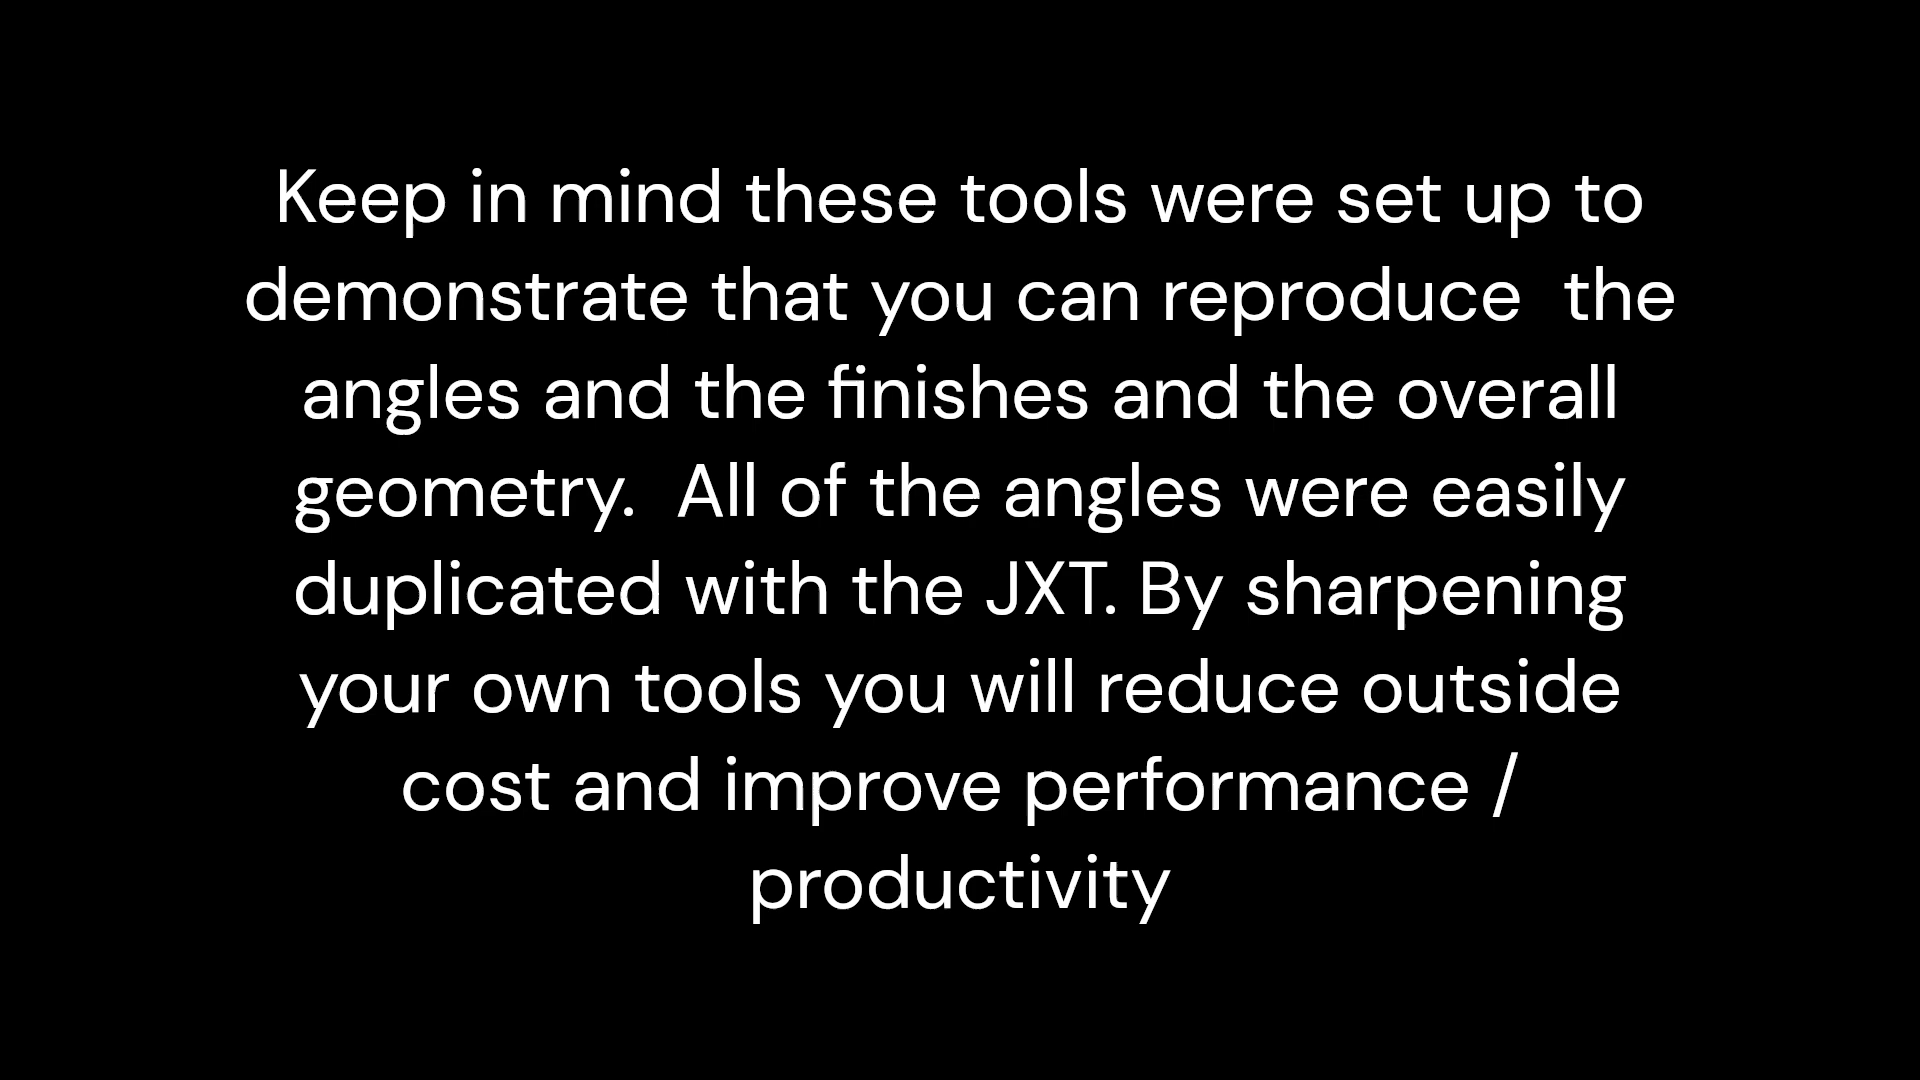 Keep in mind these tools were set up to
demonstrate that you can reproduce  the
angles and the finishes and the overall
geometry.  All of the angles were easily
duplicated with the JXT. By sharpening
your own tools you will reduce outside
cost and improve performance /
productivity